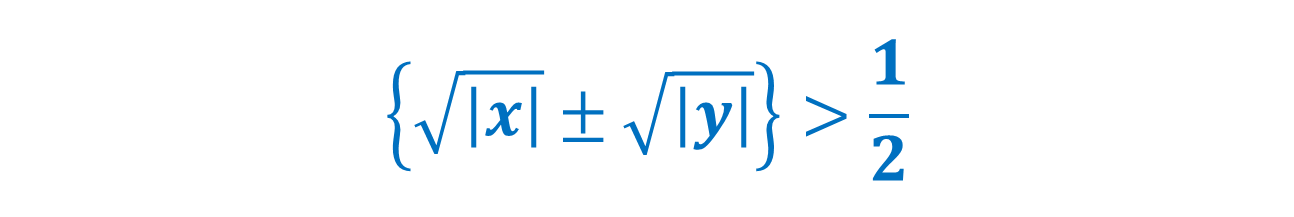 {√|x| ± √|y|} > 1/2